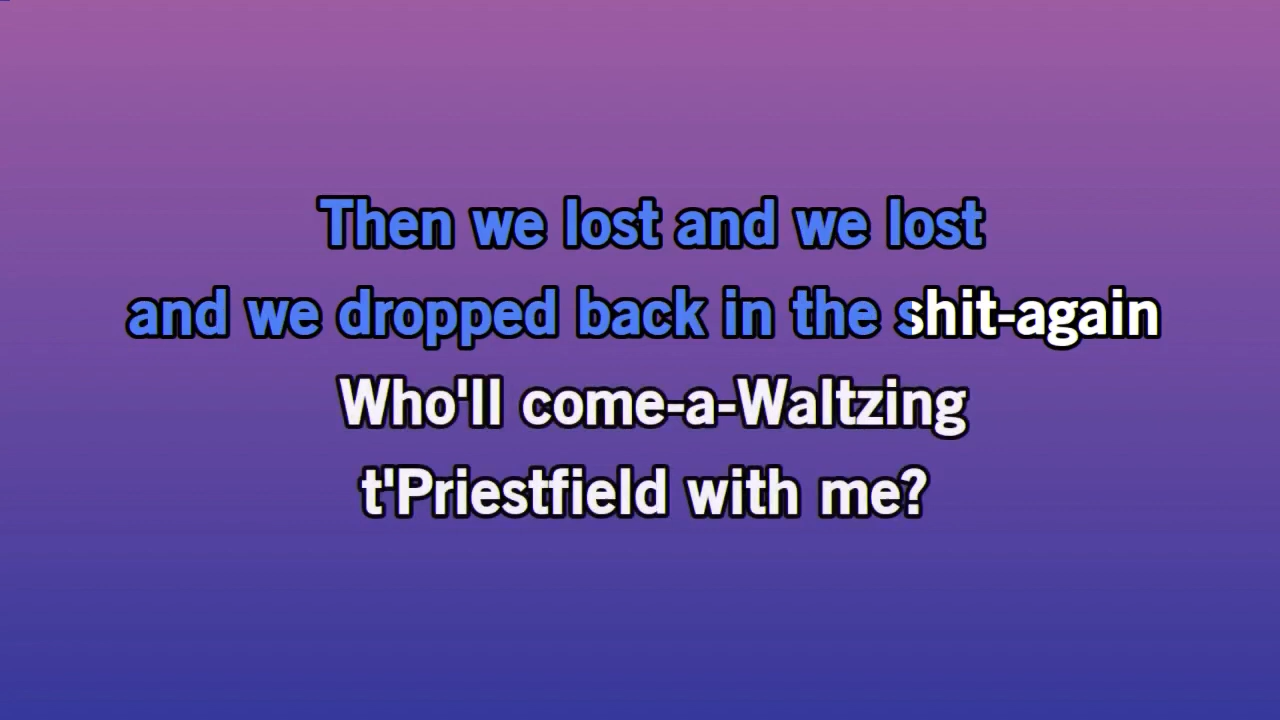 Then we lost and we lost
and we dropped back in the shit-again
Who'll come-a-Waltzing
t'Priestfield with me?